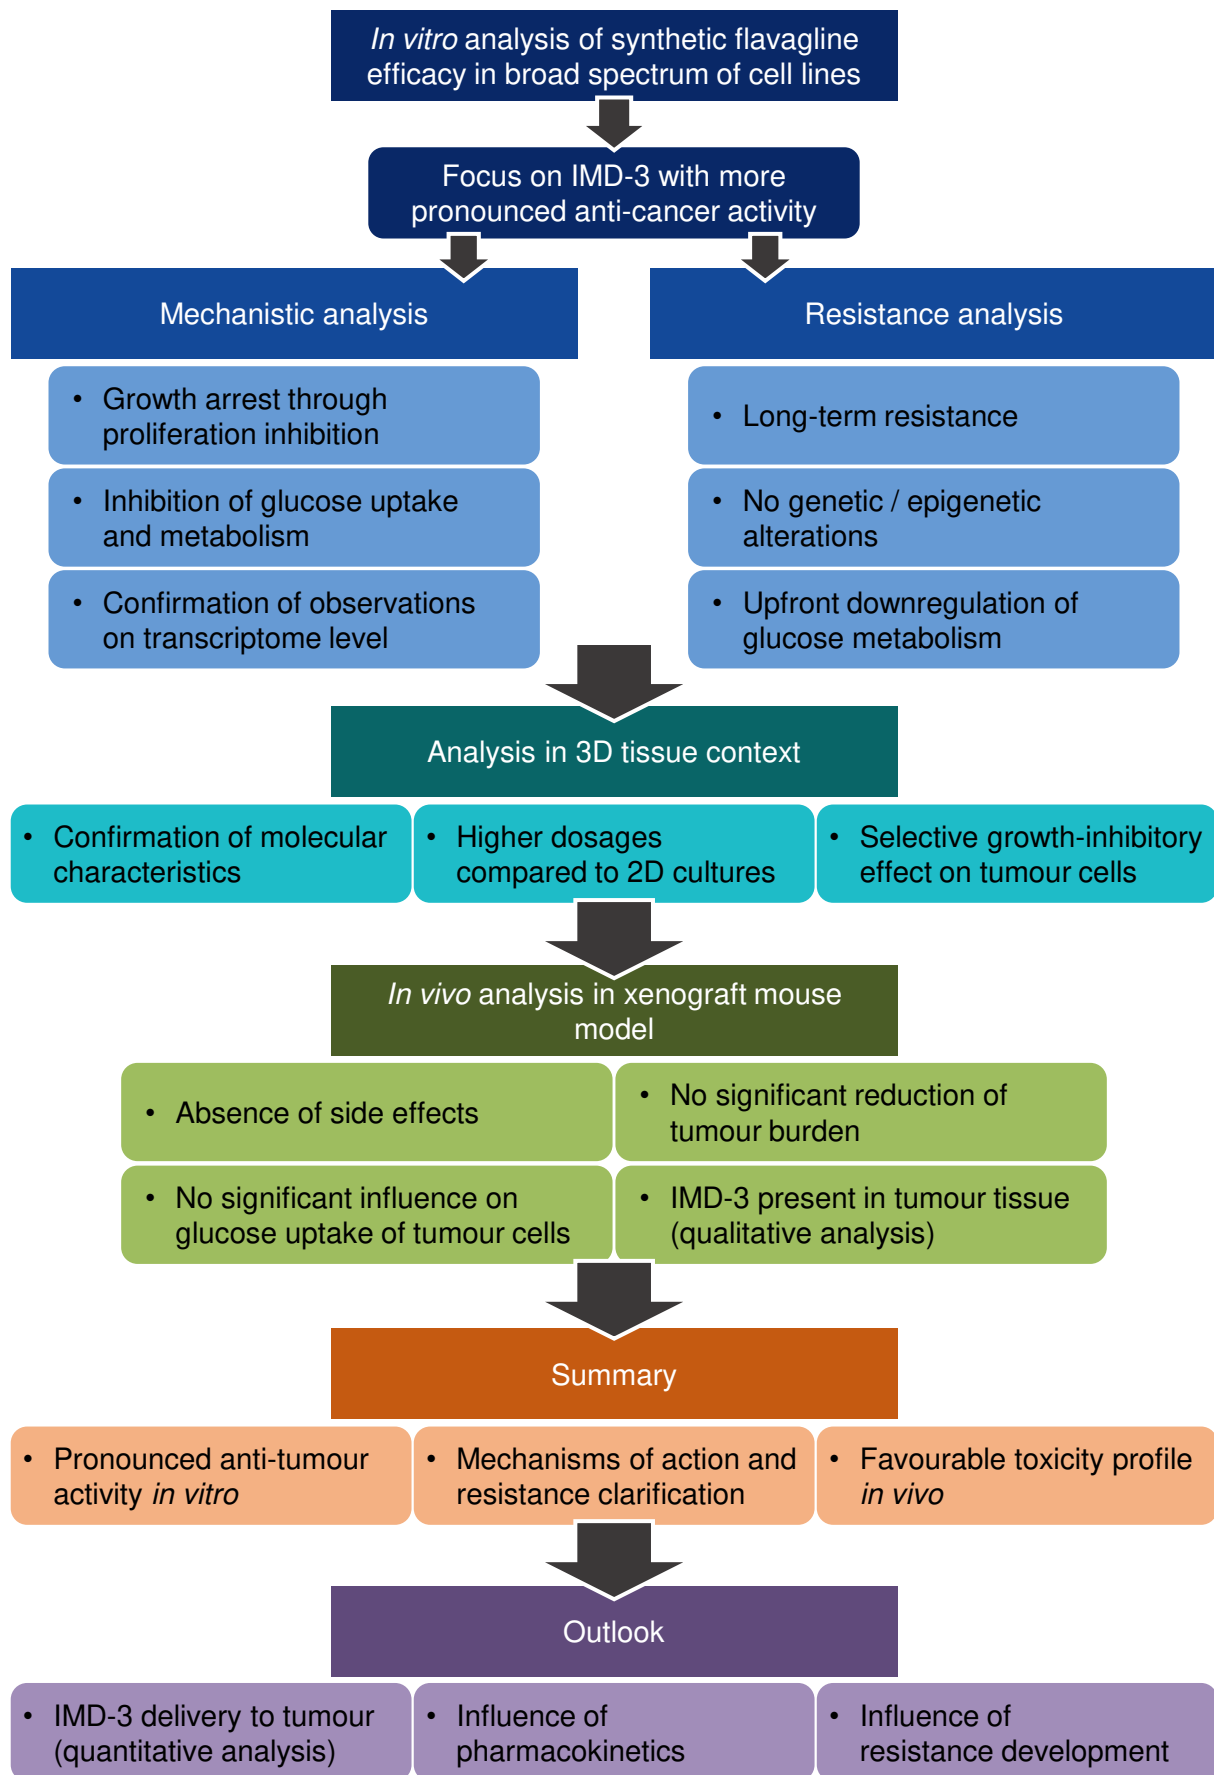 In vitro analysis of synthetic flavagline
efficacy in broad spectrum of cell lines
Focus on IMD-3 with more
pronounced anti-cancer activity
Mechanistic analysis
• Growth arrest through
proliferation inhibition
• Inhibition of glucose uptake
and metabolism
• Confirmation of observations
on transcriptome level
Resistance analysis
• Long-term resistance
• No genetic / epigenetic
alterations
• Upfront downregulation of
glucose metabolism
Analysis in 3D tissue context
• Confirmation of molecular
characteristics
• Higher dosages
compared to 2D cultures
• Selective growth-inhibitory
effect on tumour cells
In vivo analysis in xenograft mouse
model
• Absence of side effects
• No significant reduction of
tumour burden
• No significant influence on
glucose uptake of tumour cells
• IMD-3 present in tumour tissue
(qualitative analysis)
Summary
• Pronounced anti-tumour
activity in vitro
• Mechanisms of action and
resistance clarification
• Favourable toxicity profile
in vivo
Outlook
• IMD-3 delivery to tumour
(quantitative analysis)
• Influence of
pharmacokinetics
• Influence of
resistance development